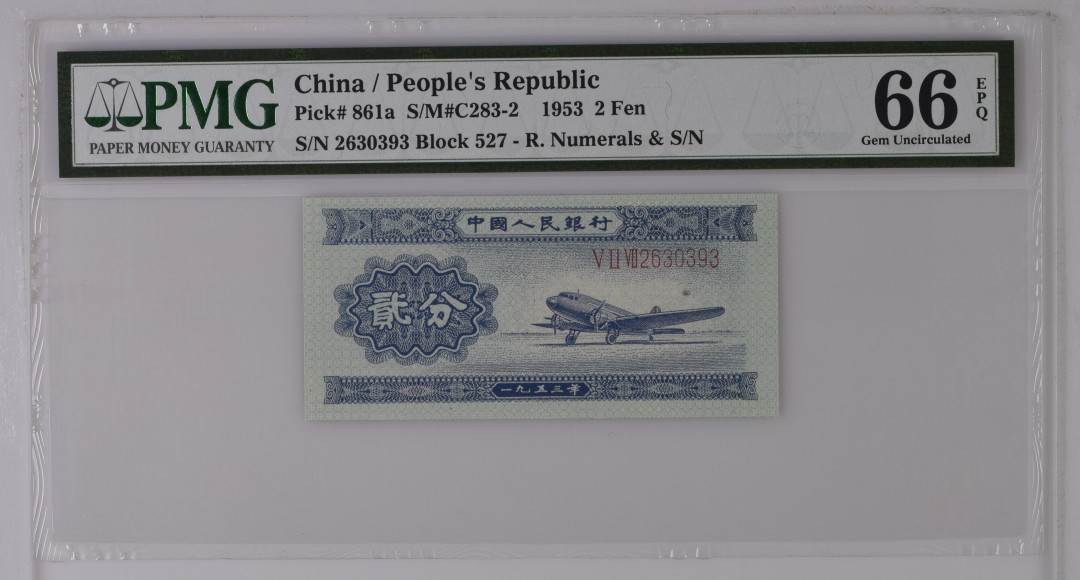 PMG
PAPER MONEY GUARANTY
China / People's Republic
Pick# 861a S/M#C283-2 1953 2 Fen
S/N 2630393 Block 527 - R. Numerals & S/N
66
EPQ
Gem Uncirculated
中國人民銀行
V II VII 2630393
貳分
一九五三年